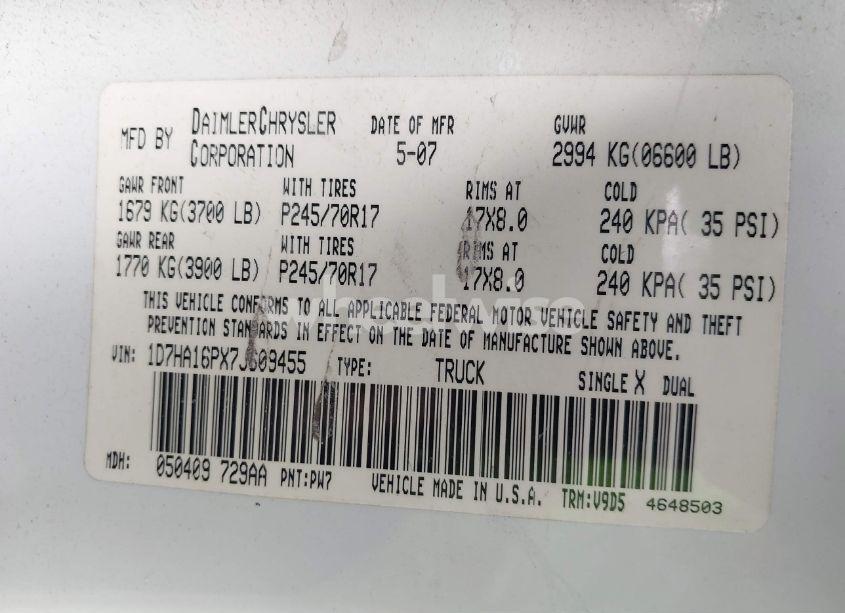 MFD BY DAIMLERCHRYSLER CORPORATION DATE OF MFR 5-07 GVWR 2994 KG(06600 LB)
GAWR FRONT WITH TIRES RIMS AT COLD
1679 KG(3700 LB) P245/70R17 17X8.0 240 KPA( 35 PSI)
GAWR REAR WITH TIRES RIMS AT COLD
1770 KG(3900 LB) P245/70R17 17X8.0 240 KPA( 35 PSI)
THIS VEHICLE CONFORMS TO ALL APPLICABLE FEDERAL MOTOR VEHICLE SAFETY AND THEFT
PREVENTION STANDARDS IN EFFECT ON THE DATE OF MANUFACTURE SHOWN ABOVE.
VIN: TYPE: TRUCK SINGLE X DUAL
MDH: 050409 729AA PNT:PW7 VEHICLE MADE IN U.S.A. TRM:V9D5 4648503
wheelwise